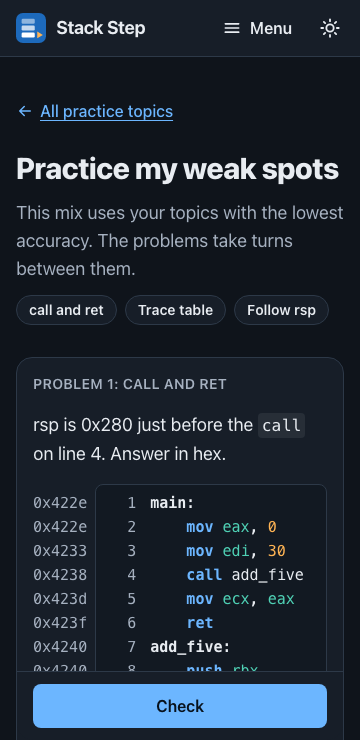 Stack Step
Menu
← All practice topics
Practice my weak spots
This mix uses your topics with the lowest
accuracy. The problems take turns
between them.
call and ret
Trace table
Follow rsp
PROBLEM 1: CALL AND RET
rsp is 0x280 just before the call
on line 4. Answer in hex.
0x422e 1 main:
0x422e 2 mov eax, 0
0x4233 3 mov edi, 30
0x4238 4 call add_five
0x423d 5 mov ecx, eax
0x423f 6 ret
0x4240 7 add_five:
0x4240 8 push rbx
Check